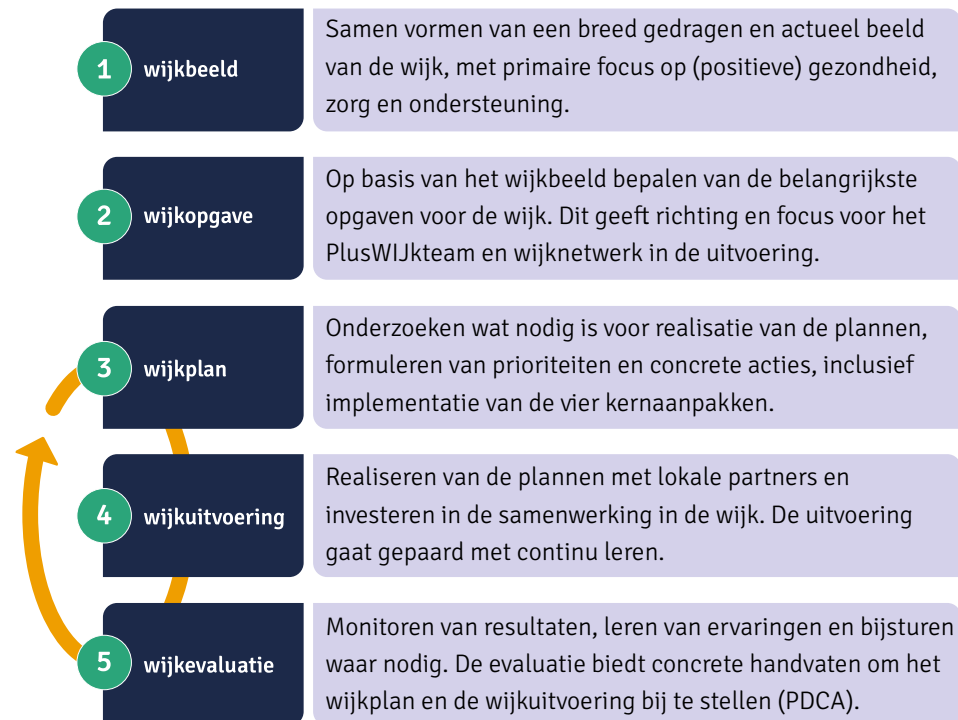 1 wijkbeeld
Samen vormen van een breed gedragen en actueel beeld
van de wijk, met primaire focus op (positieve) gezondheid,
zorg en ondersteuning.
2 wijkopgave
Op basis van het wijkbeeld bepalen van de belangrijkste
opgaven voor de wijk. Dit geeft richting en focus voor het
PlusWIJkteam en wijknetwerk in de uitvoering.
3 wijkplan
Onderzoeken wat nodig is voor realisatie van de plannen,
formuleren van prioriteiten en concrete acties, inclusief
implementatie van de vier kernaanpakken.
4 wijkuitvoering
Realiseren van de plannen met lokale partners en
investeren in de samenwerking in de wijk. De uitvoering
gaat gepaard met continu leren.
5 wijkevaluatie
Monitoren van resultaten, leren van ervaringen en bijsturen
waar nodig. De evaluatie biedt concrete handvaten om het
wijkplan en de wijkuitvoering bij te stellen (PDCA).